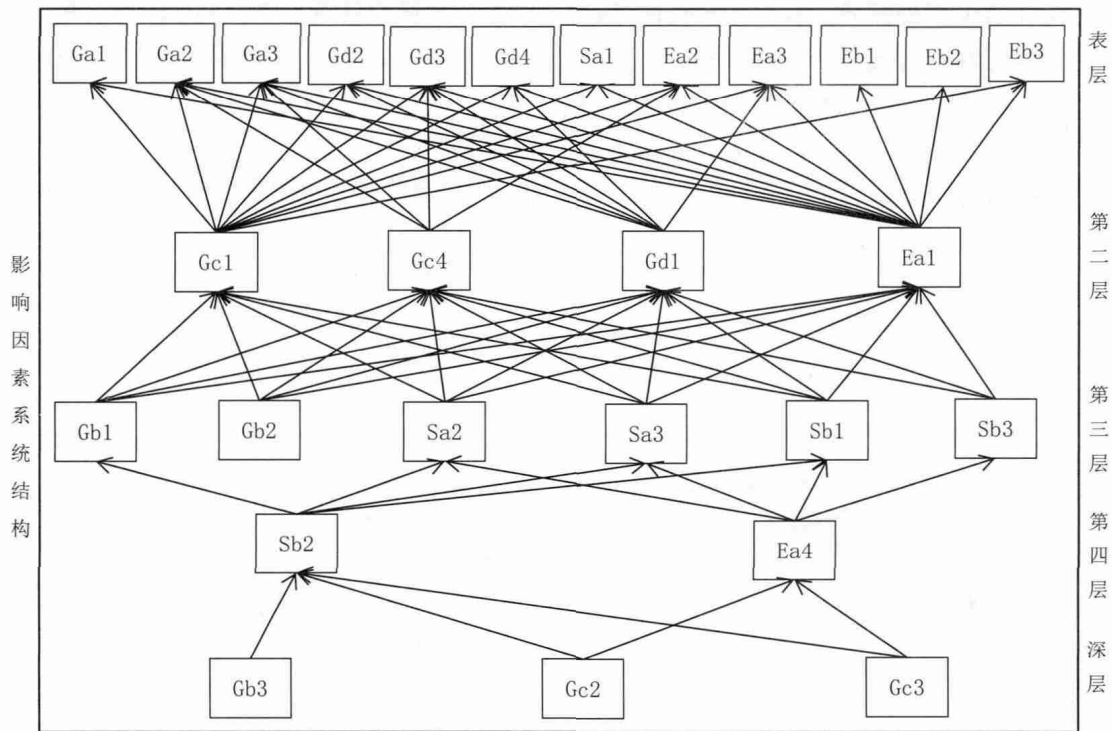 Ga1 Ga2 Ga3 Gd2 Gd3 Gd4 Sa1 Ea2 Ea3 Eb1 Eb2 Eb3
表层
Gc1 Gc4 Gd1 Ea1
第二层
影响因素系统结构
Gb1 Gb2 Sa2 Sa3 Sb1 Sb3
第三层
Sb2 Ea4
第四层
Gb3 Gc2 Gc3
深层